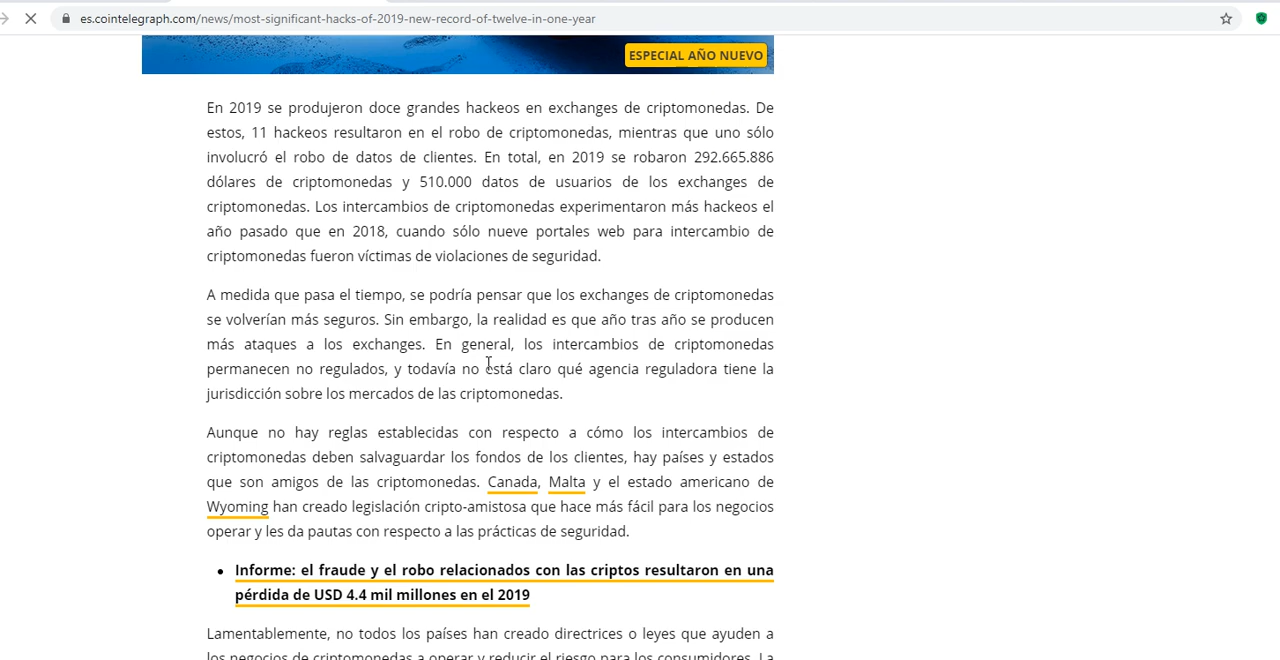 es.cointelegraph.com/news/most-significant-hacks-of-2019-new-record-of-twelve-in-one-year
ESPECIAL AÑO NUEVO
En 2019 se produjeron doce grandes hackeos en exchanges de criptomonedas. De
estos, 11 hackeos resultaron en el robo de criptomonedas, mientras que uno sólo
involucró el robo de datos de clientes. En total, en 2019 se robaron 292.665.886
dólares de criptomonedas y 510.000 datos de usuarios de los exchanges de
criptomonedas. Los intercambios de criptomonedas experimentaron más hackeos el
año pasado que en 2018, cuando sólo nueve portales web para intercambio de
criptomonedas fueron víctimas de violaciones de seguridad.
A medida que pasa el tiempo, se podría pensar que los exchanges de criptomonedas
se volverían más seguros. Sin embargo, la realidad es que año tras año se producen
más ataques a los exchanges. En general, los intercambios de criptomonedas
permanecen no regulados, y todavía no está claro qué agencia reguladora tiene la
jurisdicción sobre los mercados de las criptomonedas.
Aunque no hay reglas establecidas con respecto a cómo los intercambios de
criptomonedas deben salvaguardar los fondos de los clientes, hay países y estados
que son amigos de las criptomonedas. Canada, Malta y el estado americano de
Wyoming han creado legislación cripto-amistosa que hace más fácil para los negocios
operar y les da pautas con respecto a las prácticas de seguridad.
• Informe: el fraude y el robo relacionados con las criptos resultaron en una
pérdida de USD 4.4 mil millones en el 2019
Lamentablemente, no todos los países han creado directrices o leyes que ayuden a
los negocios de criptomonedas a operar y reducir el riesgo para los consumidores. La